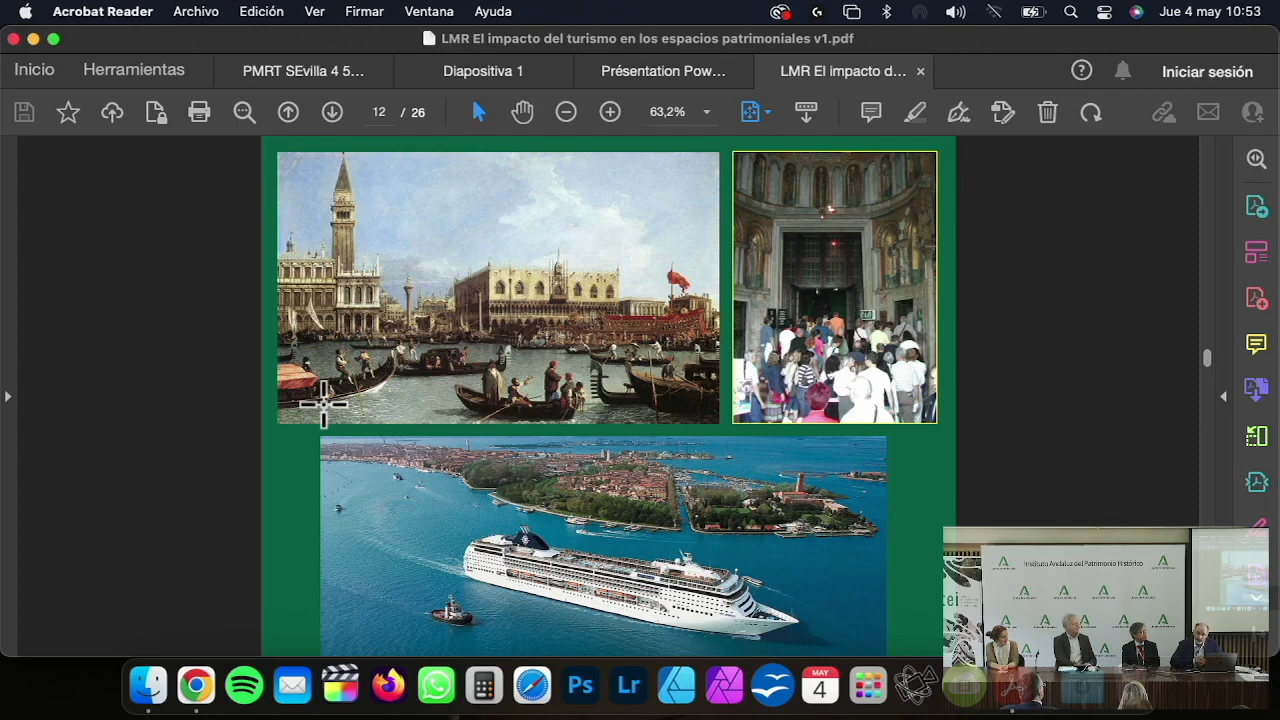 Acrobat Reader Archivo Edición Ver Firmar Ventana Ayuda Jue 4 may 10:53
LMR El impacto del turismo en los espacios patrimoniales v1.pdf
Inicio Herramientas PMRT SEvilla 4 5... Diapositiva 1 Présentation Pow... LMR El impacto d... Iniciar sesión
12 / 26 63,2%
Instituto Andaluz del Patrimonio Histórico
Ps Lr MAY 4